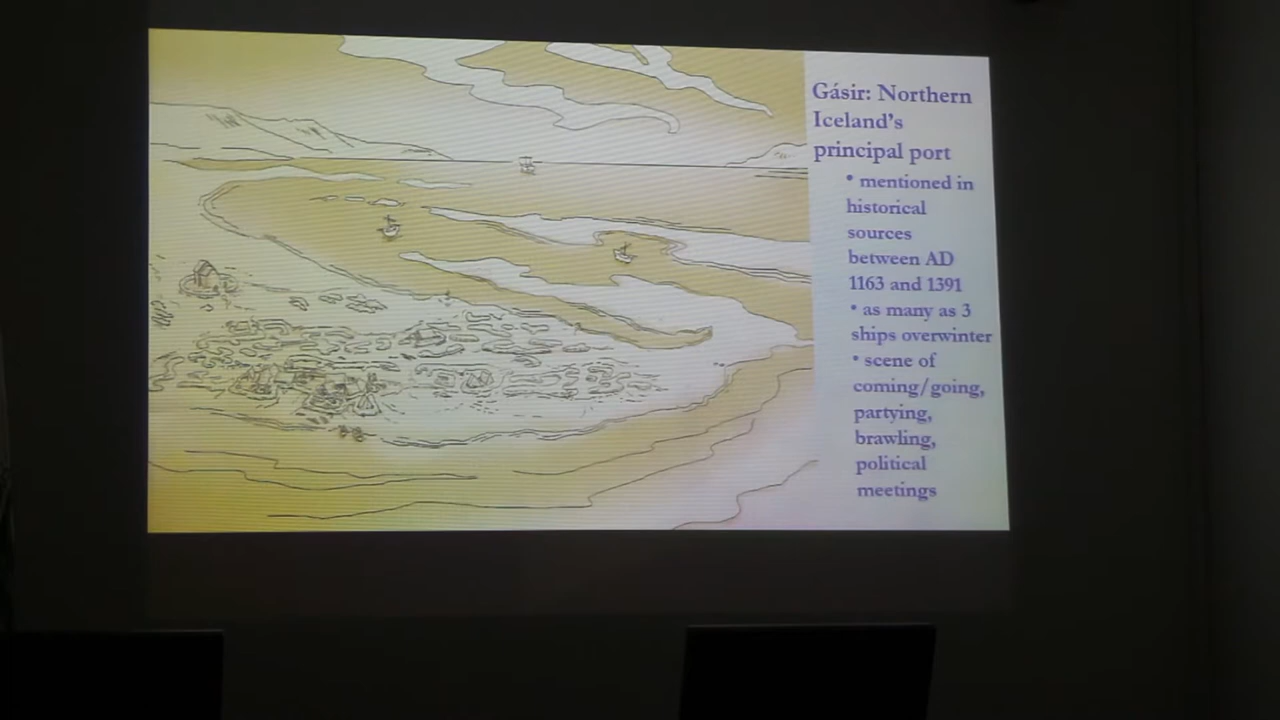 Gásir: Northern
Iceland's
principal port
• mentioned in
historical
sources
between AD
1163 and 1391
• as many as 3
ships overwinter
• scene of
coming/going,
partying,
brawling,
political
meetings